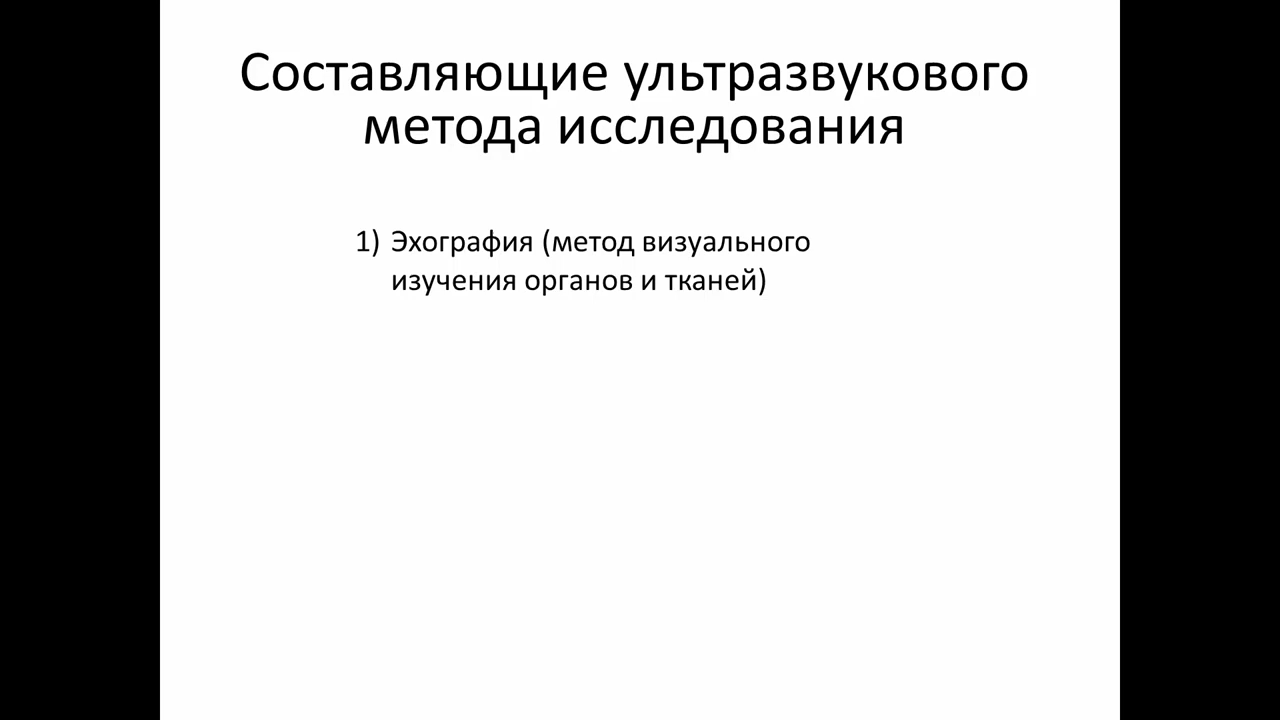 Составляющие ультразвукового
метода исследования
1) Эхография (метод визуального
изучения органов и тканей)